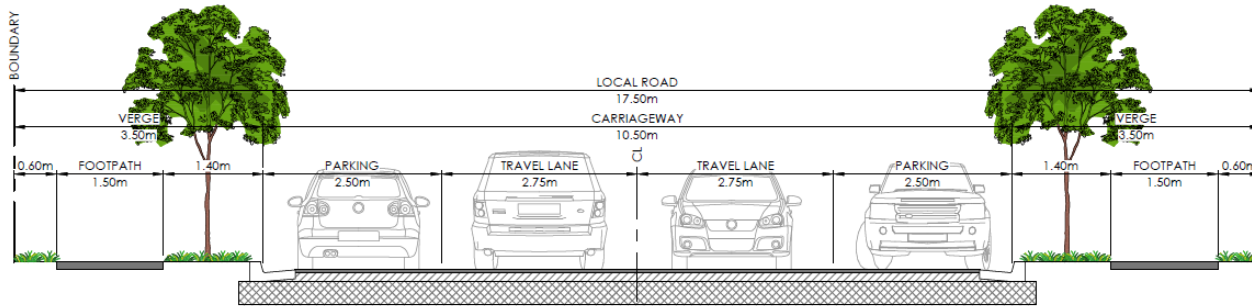 BOUNDARY
LOCAL ROAD
17.50m
VERGE
3.50m
CARRIAGEWAY
10.50m
VERGE
3.50m
CL
0.60m
FOOTPATH
1.50m
1.40m
PARKING
2.50m
TRAVEL LANE
2.75m
TRAVEL LANE
2.75m
PARKING
2.50m
1.40m
FOOTPATH
1.50m
0.60m